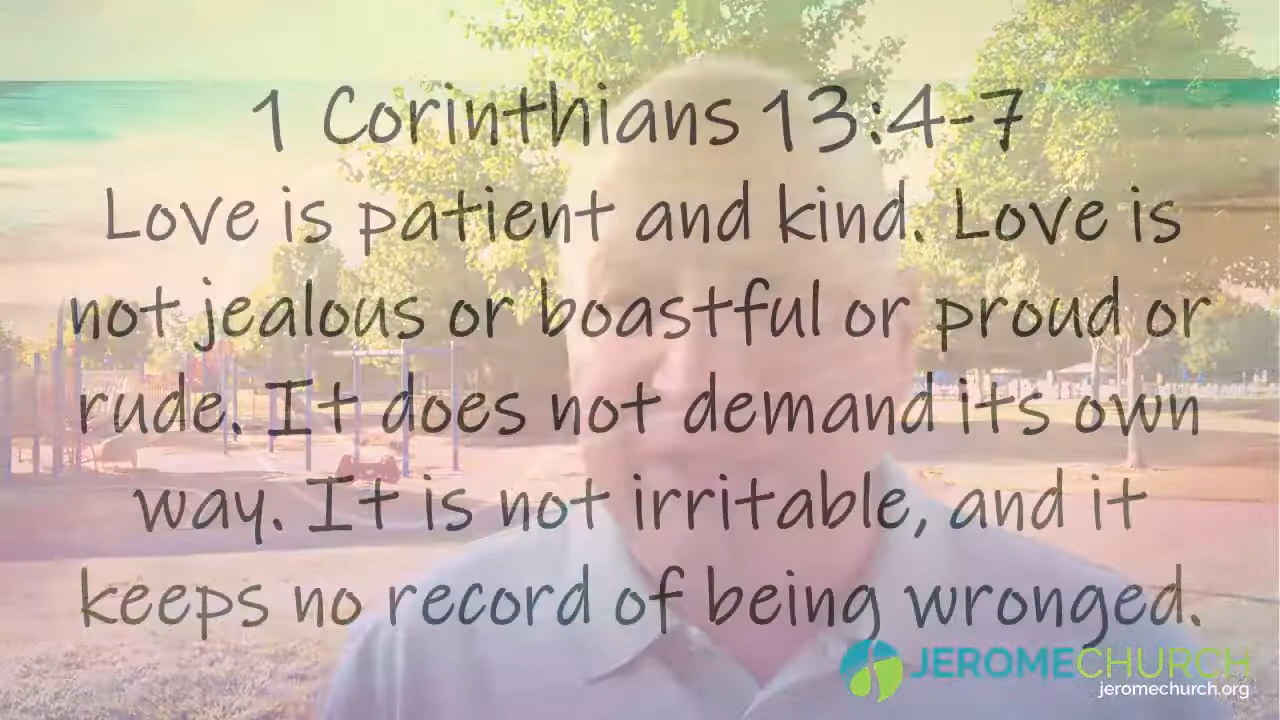 1 Corinthians 13:4-7
Love is patient and kind. Love is
not jealous or boastful or proud or
rude. It does not demand its own
way. It is not irritable, and it
keeps no record of being wronged.
JEROMECHURCH
jeromechurch.org